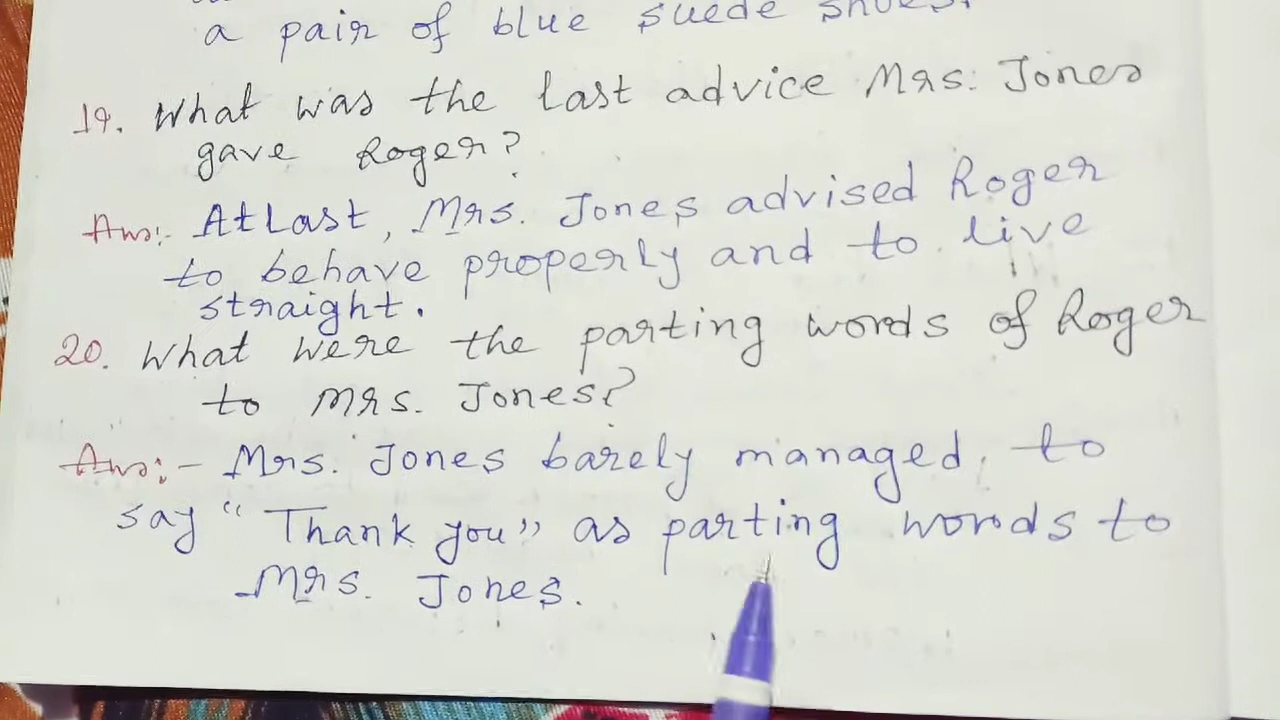 a pair of blue suede shoes.
19. What was the last advice Mrs. Jones
gave Roger?
Ans:- At Last, Mrs. Jones advised Roger
to behave properly and to live
straight.
20. What were the parting words of Roger
to Mrs. Jones?
Ans:- Mrs. Jones barely managed to
say "Thank you" as parting words to
Mrs. Jones.